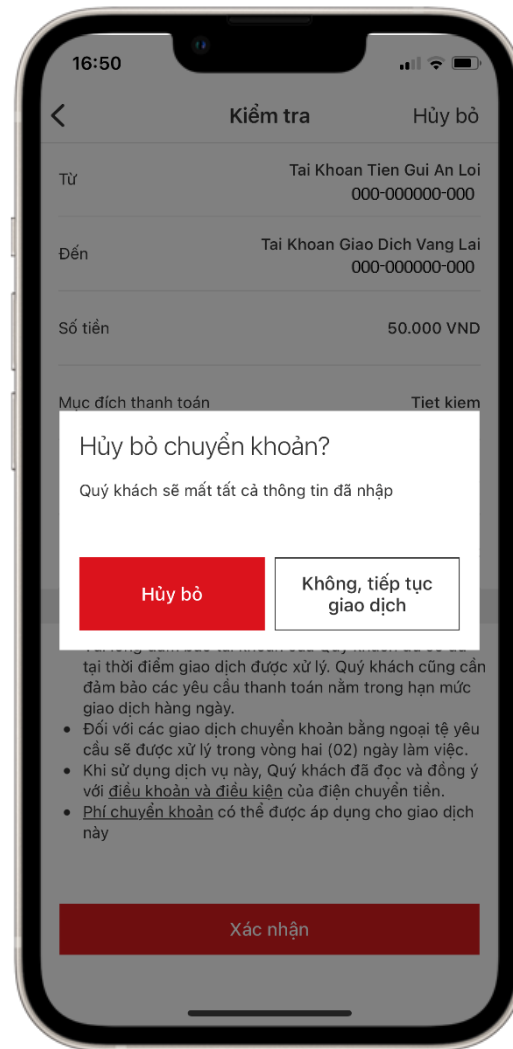 16:50
Kiểm tra
Hủy bỏ
Từ
Tai Khoan Tien Gui An Loi
000-000000-000
Đến
Tai Khoan Giao Dich Vang Lai
000-000000-000
Số tiền
50.000 VND
Mục đích thanh toán
Tiet kiem
Hủy bỏ chuyển khoản?
Quý khách sẽ mất tất cả thông tin đã nhập
Hủy bỏ
Không, tiếp tục
giao dịch
tại thời điểm giao dịch được xử lý. Quý khách cũng cần
đảm bảo các yêu cầu thanh toán nằm trong hạn mức
giao dịch hàng ngày.
• Đối với các giao dịch chuyển khoản bằng ngoại tệ yêu
cầu sẽ được xử lý trong vòng hai (02) ngày làm việc.
• Khi sử dụng dịch vụ này, Quý khách đã đọc và đồng ý
với điều khoản và điều kiện của điện chuyển tiền.
• Phí chuyển khoản có thể được áp dụng cho giao dịch
này
Xác nhận